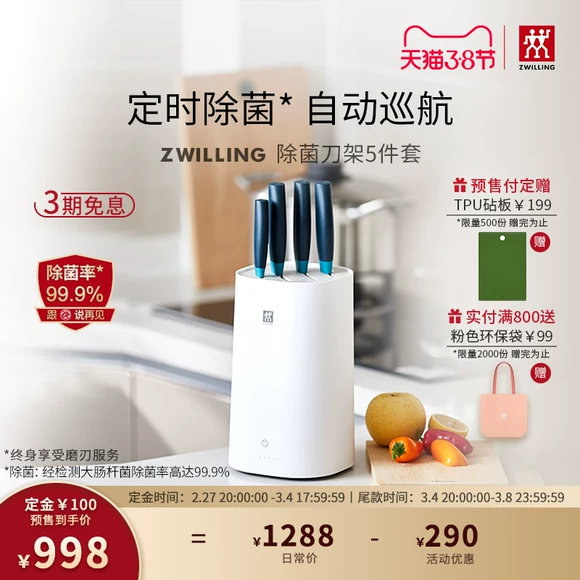 天猫3.8节
ZWILLING
定时除菌* 自动巡航
ZWILLING 除菌刀架5件套
3期免息
除菌率*
99.9%
跟 说再见
预售付定赠
TPU砧板￥199
*限量500份 赠完为止
赠
实付满800送
粉色环保袋￥99
*限量2000份 赠完为止
赠
*终身享受磨刃服务
*除菌: 经检测大肠杆菌除菌率高达99.9%
定金￥100
预售到手价
￥998
定金时间: 2.27 20:00:00 -3.4 17:59:59 | 尾款时间: 3.4 20:00:00-3.8 23:59:59
= ￥1288 - ￥290
日常价 活动优惠